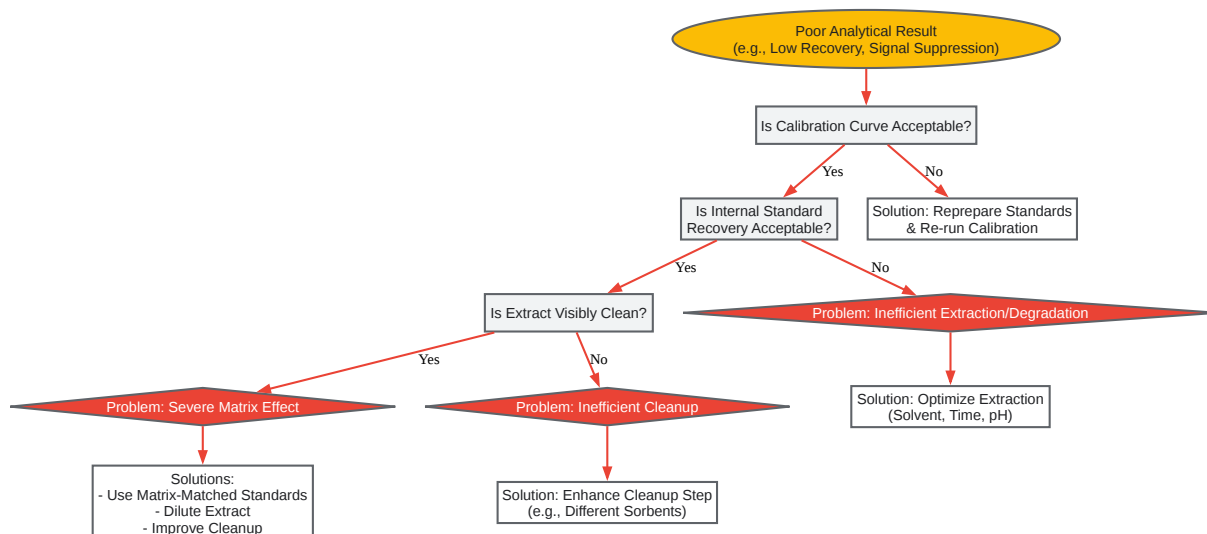 Poor Analytical Result
(e.g., Low Recovery, Signal Suppression)
Is Calibration Curve Acceptable?
Yes
No
Is Internal Standard
Recovery Acceptable?
Solution: Reprepare Standards
& Re-run Calibration
Yes
No
Is Extract Visibly Clean?
Problem: Inefficient Extraction/Degradation
Yes
No
Problem: Severe Matrix Effect
Problem: Inefficient Cleanup
Solution: Optimize Extraction
(Solvent, Time, pH)
Solutions:
- Use Matrix-Matched Standards
- Dilute Extract
- Improve Cleanup
Solution: Enhance Cleanup Step
(e.g., Different Sorbents)